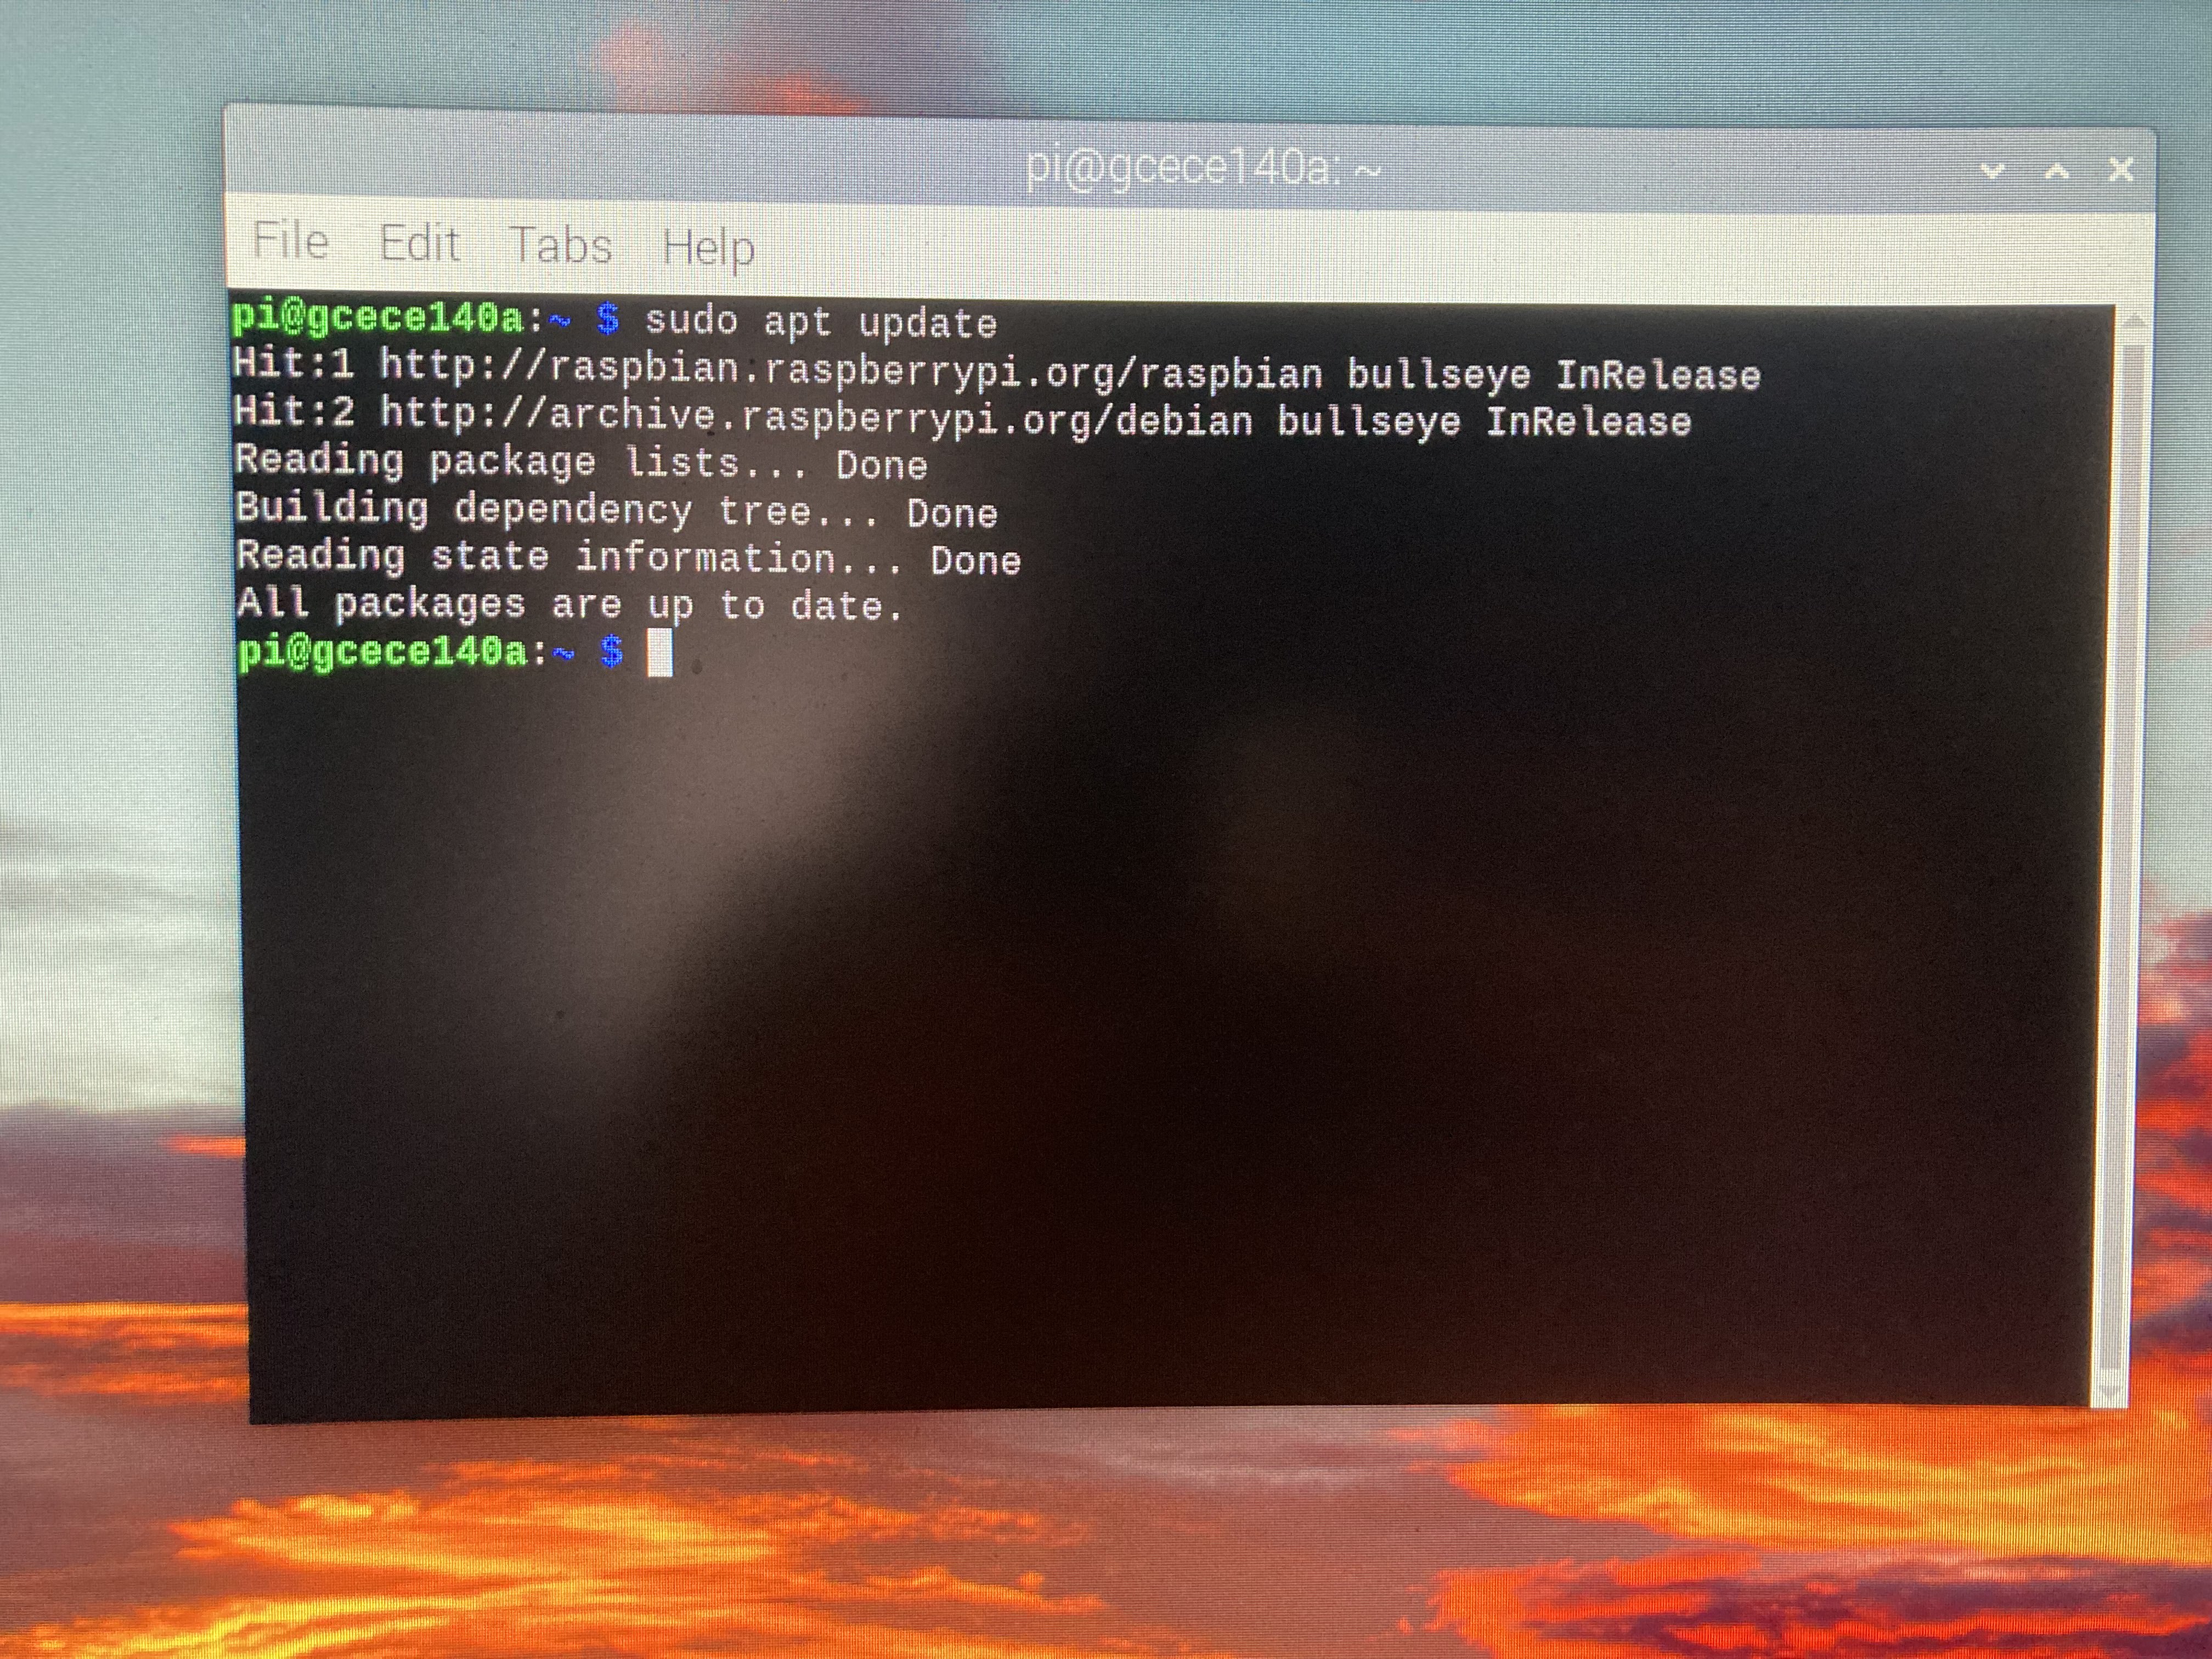 pi@gcece140a: ~
File Edit Tabs Help
pi@gcece140a:~ $ sudo apt update
Hit:1 http://raspbian.raspberrypi.org/raspbian bullseye InRelease
Hit:2 http://archive.raspberrypi.org/debian bullseye InRelease
Reading package lists... Done
Building dependency tree... Done
Reading state information... Done
All packages are up to date.
pi@gcece140a:~ $